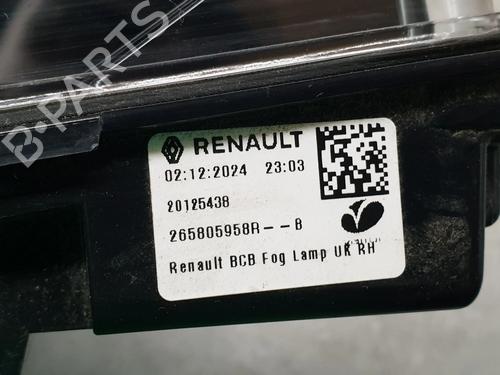 B-PARTS
RENAULT
02:12:2024 23:03
20125438
265805958R--B
Renault BCB Fog Lamp UK RH